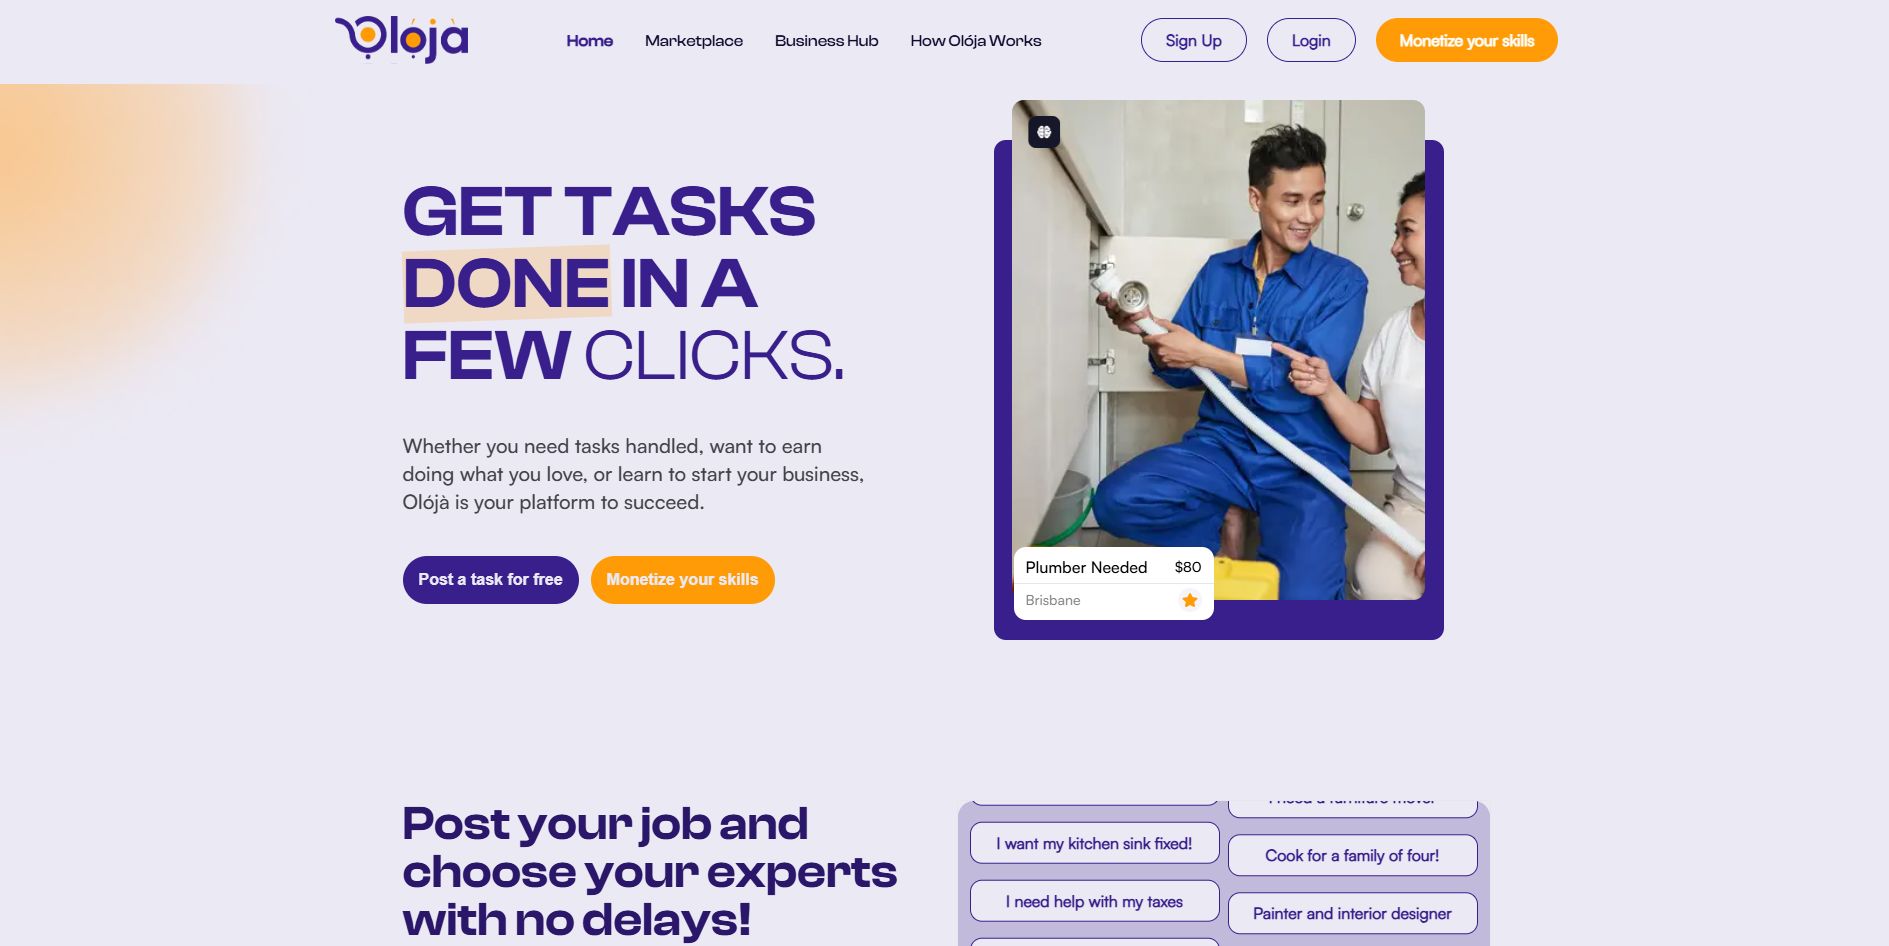 Olója
Home
Marketplace
Business Hub
How Olója Works
Sign Up
Login
Monetize your skills
GET TASKS
DONE IN A
FEW CLICKS.
Whether you need tasks handled, want to earn
doing what you love, or learn to start your business,
Olójà is your platform to succeed.
Post a task for free
Monetize your skills
Plumber Needed $80
Brisbane
Post your job and
choose your experts
with no delays!
I need a furniture mover
I want my kitchen sink fixed!
Cook for a family of four!
I need help with my taxes
Painter and interior designer